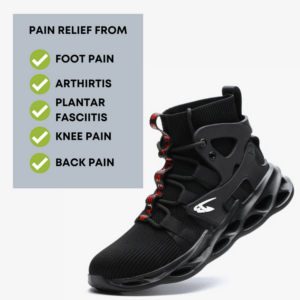 PAIN RELIEF FROM
FOOT PAIN
ARTHIRTIS
PLANTAR
FASCIITIS
KNEE PAIN
BACK PAIN